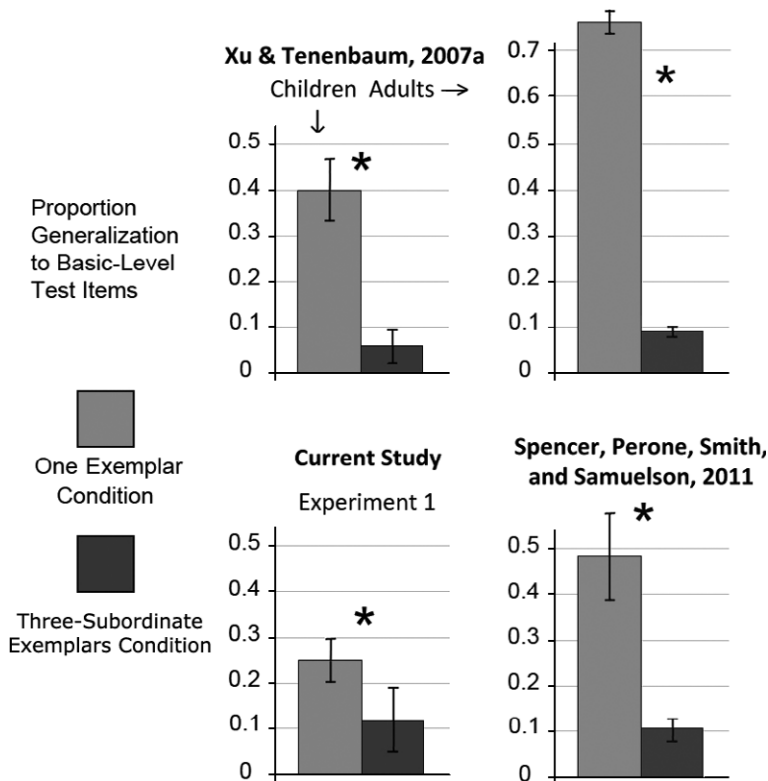 Xu & Tenenbaum, 2007a
Children Adults →
↓
0.5
0.4
0.3
0.2
0.1
0
*
0.7
0.6
0.5
0.4
0.3
0.2
0.1
0
*
Proportion
Generalization
to Basic-Level
Test Items
One Exemplar
Condition
Three-Subordinate
Exemplars Condition
Current Study
Experiment 1
0.5
0.4
0.3
0.2
0.1
0
*
Spencer, Perone, Smith,
and Samuelson, 2011
0.5
0.4
0.3
0.2
0.1
0
*